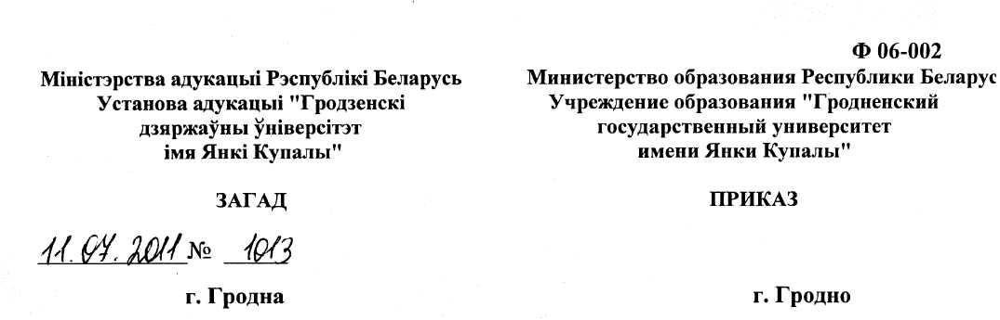 Ф 06-002
Міністэрства адукацыі Рэспублікі Беларусь
Установа адукацыі "Гродзенскі
дзяржаўны ўніверсітэт
імя Янкі Купалы"
ЗАГАД
11.07.2011 № 1013
г. Гродна
Министерство образования Республики Беларус
Учреждение образования "Гродненский
государственный университет
имени Янки Купалы"
ПРИКАЗ
г. Гродно